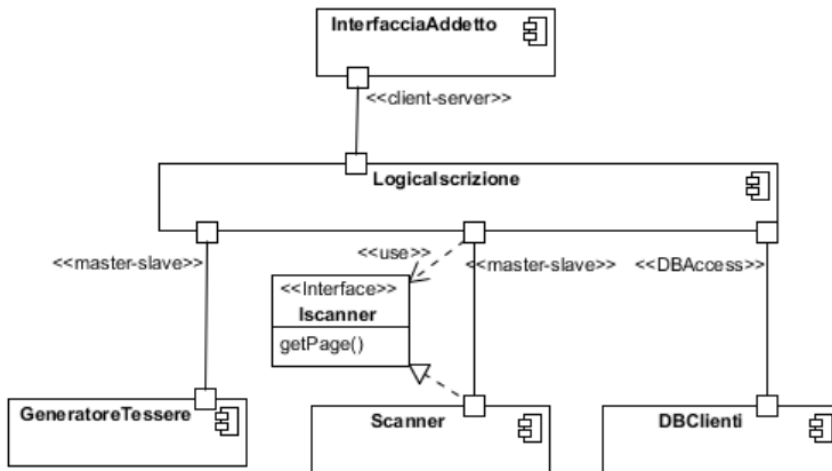 InterfacciaAddetto
<<client-server>>
LogicaIscrizione
<<use>>
<<master-slave>>
<<master-slave>>
<<DBAccess>>
<<Interface>>
Iscanner
getPage()
GeneratoreTessere
Scanner
DBClienti